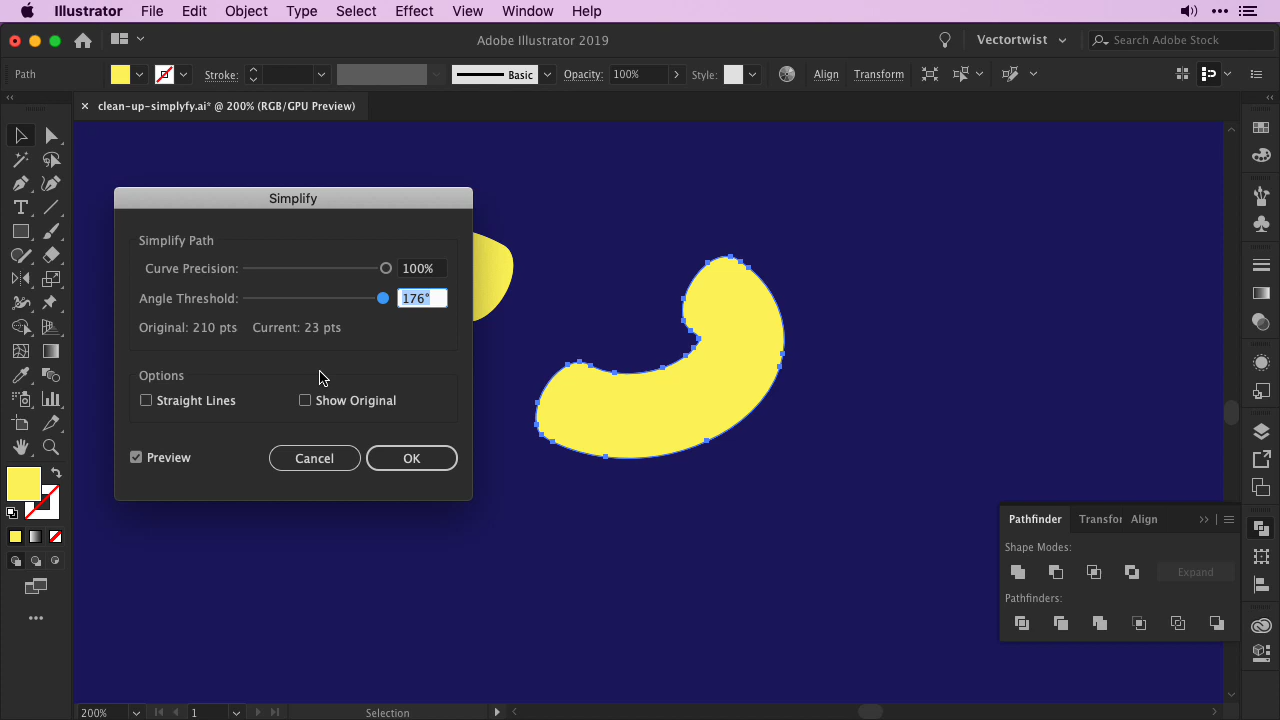 Illustrator File Edit Object Type Select Effect View Window Help
Adobe Illustrator 2019
Vectortwist
Search Adobe Stock
Path
Stroke:
Basic
Opacity: 100%
Style:
Align
Transform
clean-up-simplyfy.ai* @ 200% (RGB/GPU Preview)
Simplify
Simplify Path
Curve Precision: 100%
Angle Threshold: 176°
Original: 210 pts Current: 23 pts
Options
Straight Lines Show Original
Preview Cancel OK
Pathfinder Transfor Align
Shape Modes:
Expand
Pathfinders:
200% 1 Selection